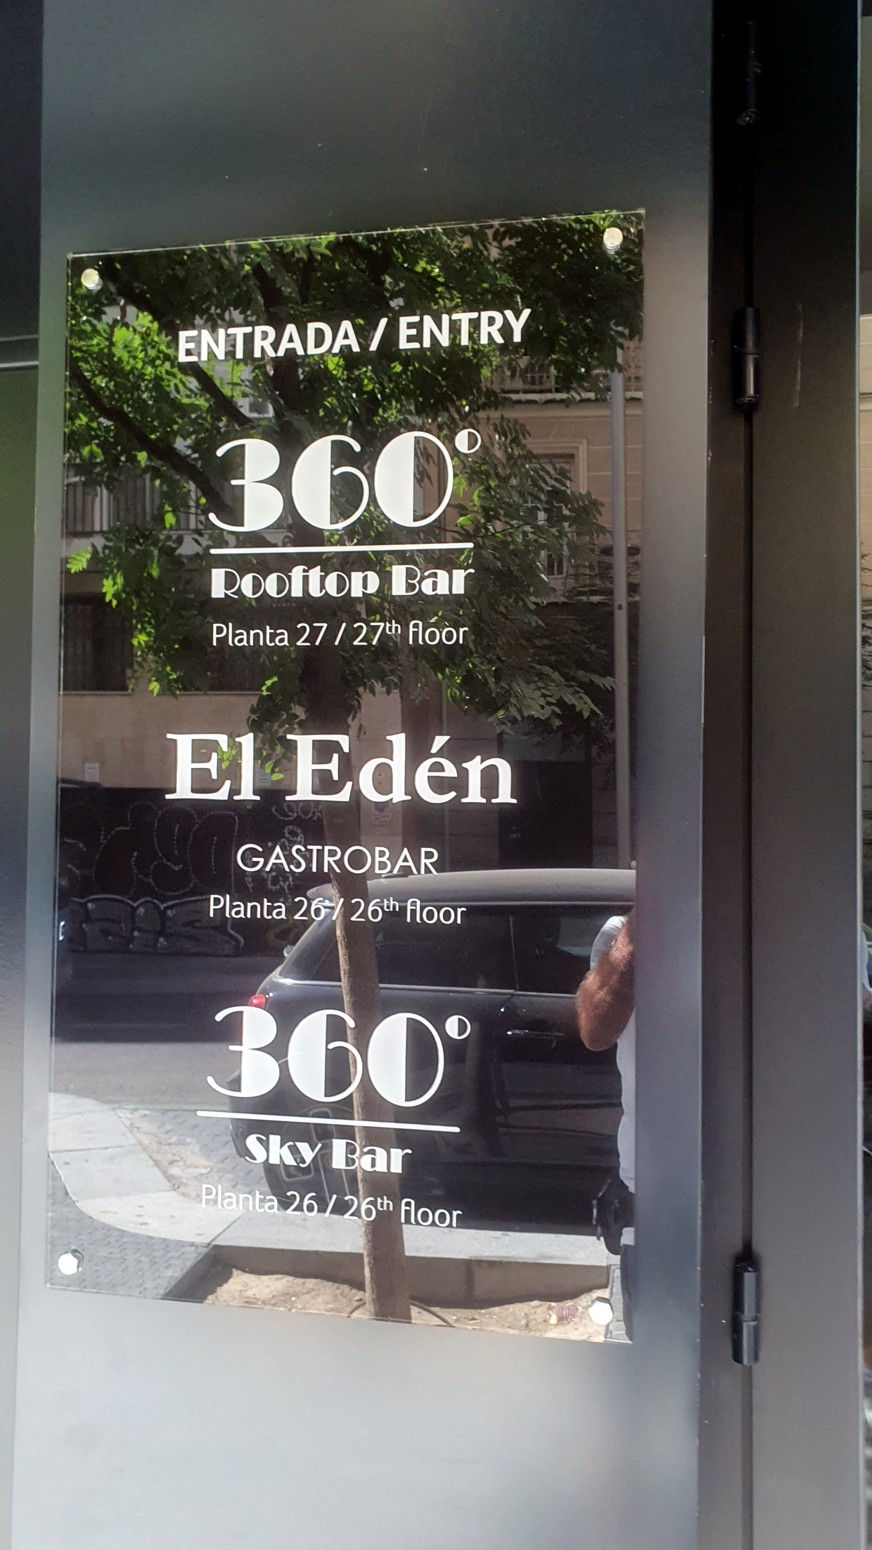 ENTRADA / ENTRY
360°
Rooftop Bar
Planta 27 / 27th floor
El Edén
GASTROBAR
Planta 26 / 26th floor
360°
Sky Bar
Planta 26 / 26th floor